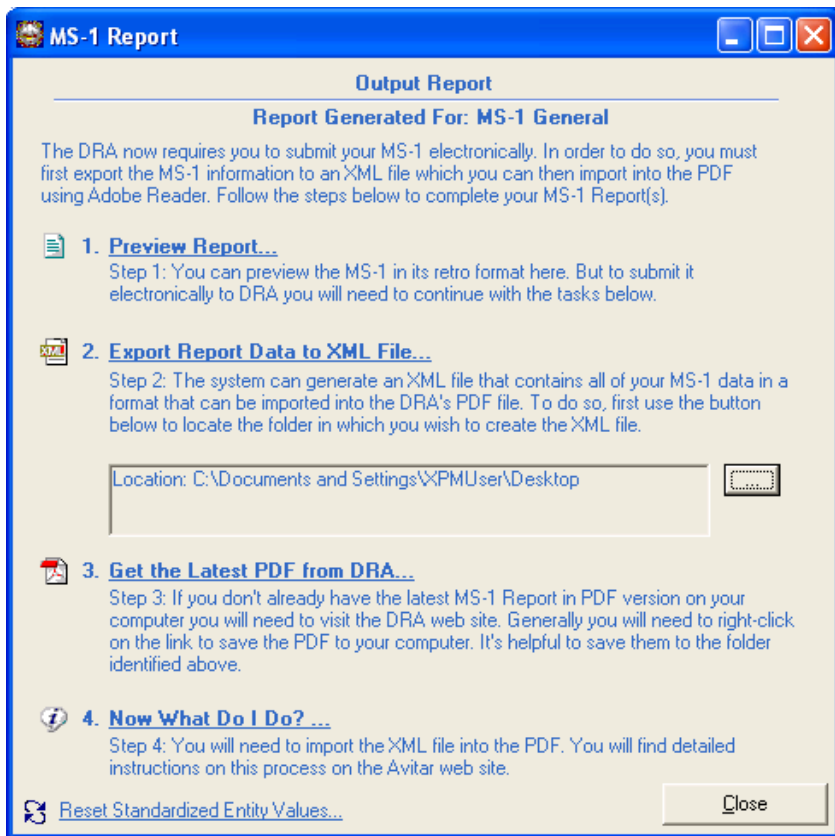 MS-1 Report
Output Report
Report Generated For: MS-1 General
The DRA now requires you to submit your MS-1 electronically. In order to do so, you must
first export the MS-1 information to an XML file which you can then import into the PDF
using Adobe Reader. Follow the steps below to complete your MS-1 Report(s).
1. Preview Report...
Step 1: You can preview the MS-1 in its retro format here. But to submit it
electronically to DRA you will need to continue with the tasks below.
XML
2. Export Report Data to XML File...
Step 2: The system can generate an XML file that contains all of your MS-1 data in a
format that can be imported into the DRA's PDF file. To do so, first use the button
below to locate the folder in which you wish to create the XML file.
Location: C:\Documents and Settings\XPMUser\Desktop
...
3. Get the Latest PDF from DRA...
Step 3: If you don't already have the latest MS-1 Report in PDF version on your
computer you will need to visit the DRA web site. Generally you will need to right-click
on the link to save the PDF to your computer. It's helpful to save them to the folder
identified above.
4. Now What Do I Do? ...
Step 4: You will need to import the XML file into the PDF. You will find detailed
instructions on this process on the Avitar web site.
Reset Standardized Entity Values...
Close